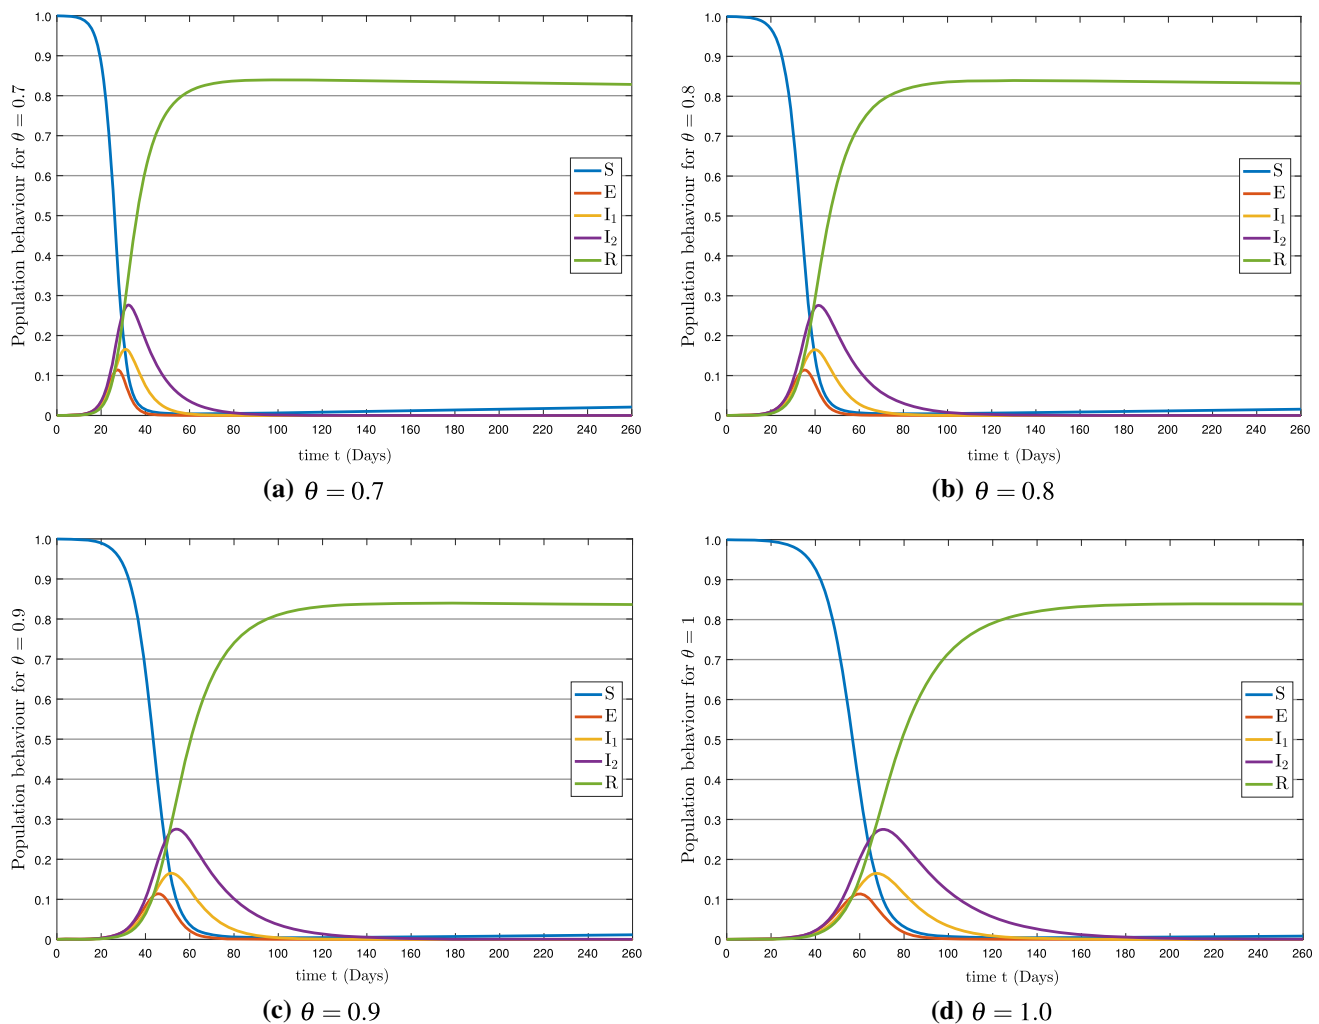 Population behaviour for θ = 0.7
1.0
0.9
0.8
0.7
0.6
0.5
0.4
0.3
0.2
0.1
0
S
E
I₁
I₂
R
0 20 40 60 80 100 120 140 160 180 200 220 240 260
time t (Days)
(a) θ = 0.7
Population behaviour for θ = 0.8
1.0
0.9
0.8
0.7
0.6
0.5
0.4
0.3
0.2
0.1
0
S
E
I₁
I₂
R
0 20 40 60 80 100 120 140 160 180 200 220 240 260
time t (Days)
(b) θ = 0.8
Population behaviour for θ = 0.9
1.0
0.9
0.8
0.7
0.6
0.5
0.4
0.3
0.2
0.1
0
S
E
I₁
I₂
R
0 20 40 60 80 100 120 140 160 180 200 220 240 260
time t (Days)
(c) θ = 0.9
Population behaviour for θ = 1
1.0
0.9
0.8
0.7
0.6
0.5
0.4
0.3
0.2
0.1
0
S
E
I₁
I₂
R
0 20 40 60 80 100 120 140 160 180 200 220 240 260
time t (Days)
(d) θ = 1.0